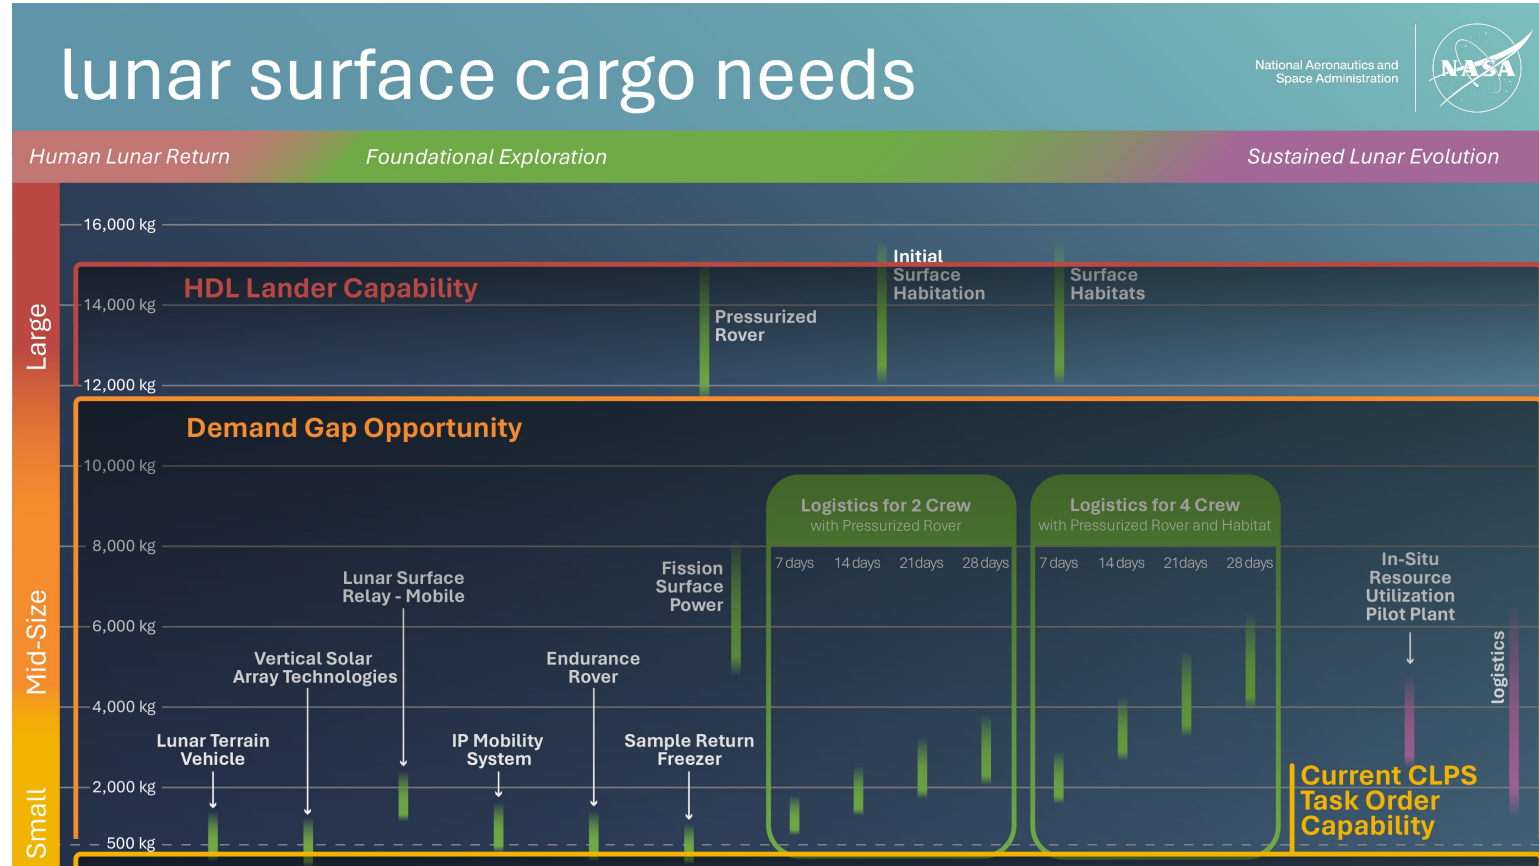 lunar surface cargo needs
National Aeronautics and
Space Administration
NASA
Human Lunar Return
Foundational Exploration
Sustained Lunar Evolution
Large
Mid-Size
Small
16,000 kg
14,000 kg
12,000 kg
10,000 kg
8,000 kg
6,000 kg
4,000 kg
2,000 kg
500 kg
HDL Lander Capability
Pressurized
Rover
Initial
Surface
Habitation
Surface
Habitats
Demand Gap Opportunity
Lunar Terrain
Vehicle
Vertical Solar
Array Technologies
Lunar Surface
Relay - Mobile
IP Mobility
System
Endurance
Rover
Sample Return
Freezer
Fission
Surface
Power
Logistics for 2 Crew
with Pressurized Rover
7 days
14 days
21 days
28 days
Logistics for 4 Crew
with Pressurized Rover and Habitat
7 days
14 days
21 days
28 days
In-Situ
Resource
Utilization
Pilot Plant
logistics
Current CLPS
Task Order
Capability